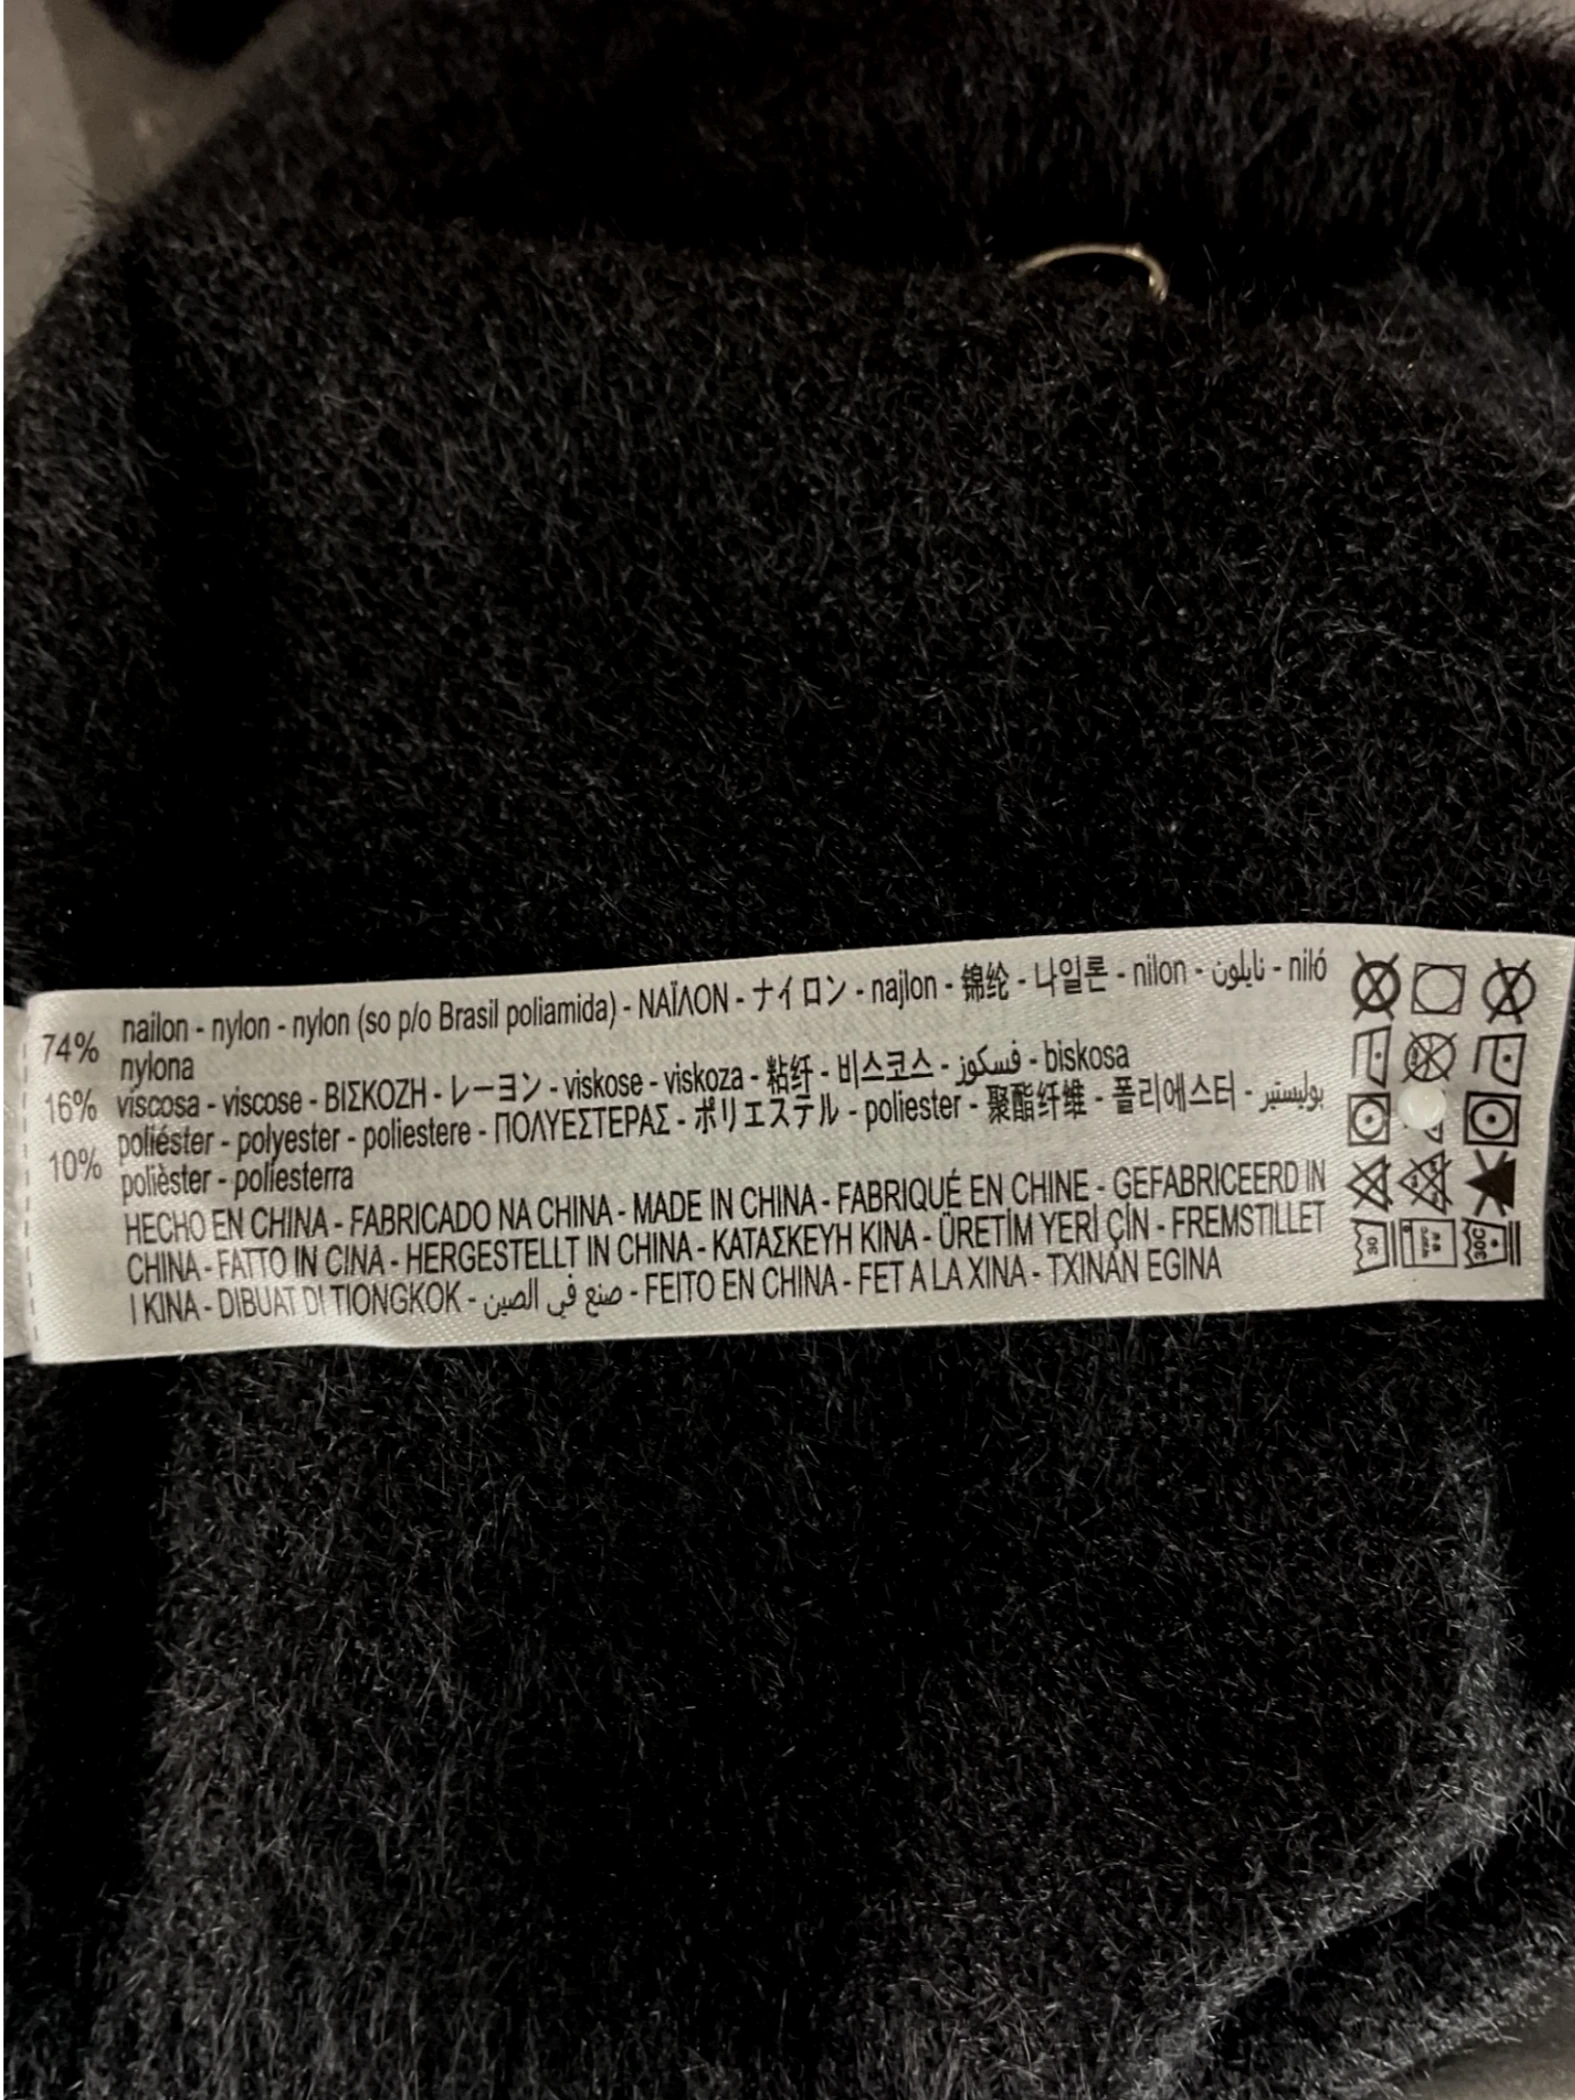 74% nailon - nylon - nylon (so p/o Brasil poliamida) - ΝΑΪΛΟΝ - ナイロン - najlon - 锦纶 - 나일론 - nilon - نايلون - niló
nylona
16% viscosa - viscose - ΒΙΣΚΟΖΗ - レーヨン - viskose - viskoza - 粘纤 - 비스코스 - فسكوز - biskosa
10% poliéster - polyester - poliestere - ΠΟΛΥΕΣΤΕΡΑΣ - ポリエステル - poliester - 聚酯纤维 - 폴리에스터 - بوليستير
polièster - poliesterra
HECHO EN CHINA - FABRICADO NA CHINA - MADE IN CHINA - FABRIQUÉ EN CHINE - GEFABRICEERD IN
CHINA - FATTO IN CINA - HERGESTELLT IN CHINA - ΚΑΤΑΣΚΕΥΗ ΚΙΝΑ - ÜRETİM YERİ ÇİN - FREMSTILLET
I KINA - DIBUAT DI TIONGKOK - صنع في الصين - FEITO EN CHINA - FET A LA XINA - TXINAN EGINA
30